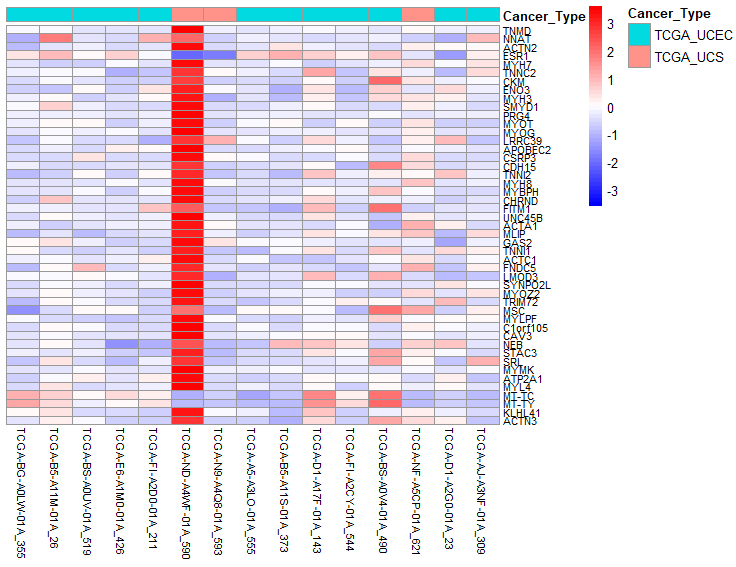 Cancer_Type
TNMD
NNAT
ACTN2
ESR1
MYH7
TNNC2
CKM
ENO3
MYH3
SMYD1
PRG4
MYOT
MYOG
LRRC39
APOBEC2
CSRP3
CDH15
TNNI2
MYH8
MYBPH
CHRND
FITM1
UNC45B
ACTA1
MLIP
GAS2
TNNI1
ACTC1
FNDC5
LMOD3
SYNPO2L
MYOZ2
TRIM72
MSC
MYLPF
C1orf105
CAV3
NEB
STAC3
SRL
MYMK
ATP2A1
MYL4
MT-TC
MT-TY
KLHL41
ACTN3
TCGA-BG-A0LW-01A_355
TCGA-B5-A11M-01A_26
TCGA-BS-A0UV-01A_519
TCGA-E6-A1M0-01A_426
TCGA-FI-A2D0-01A_211
TCGA-ND-A4WF-01A_590
TCGA-N9-A4Q8-01A_593
TCGA-A5-A3LO-01A_555
TCGA-B5-A11S-01A_373
TCGA-D1-A17F-01A_143
TCGA-FI-A2CY-01A_544
TCGA-BS-A0V4-01A_490
TCGA-NF-A5CP-01A_621
TCGA-D1-A2G0-01A_23
TCGA-AJ-A3NF-01A_309
3
2
1
0
-1
-2
-3
Cancer_Type
TCGA_UCEC
TCGA_UCS